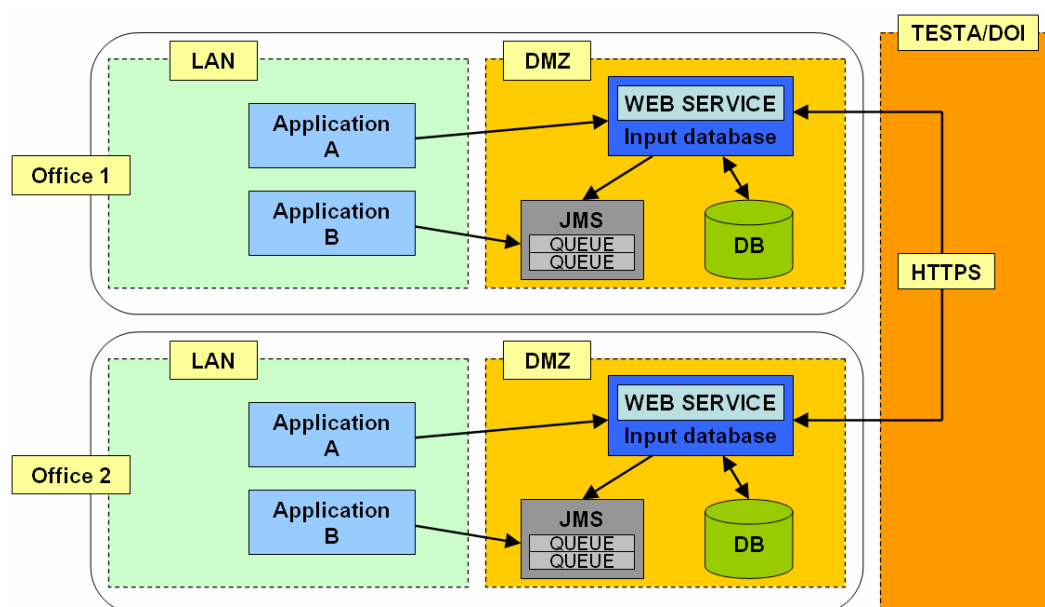 TESTA/DOI
LAN
DMZ
WEB SERVICE
Input database
Application
A
Office 1
Application
B
JMS
QUEUE
QUEUE
DB
HTTPS
LAN
DMZ
WEB SERVICE
Input database
Application
A
Office 2
Application
B
JMS
QUEUE
QUEUE
DB